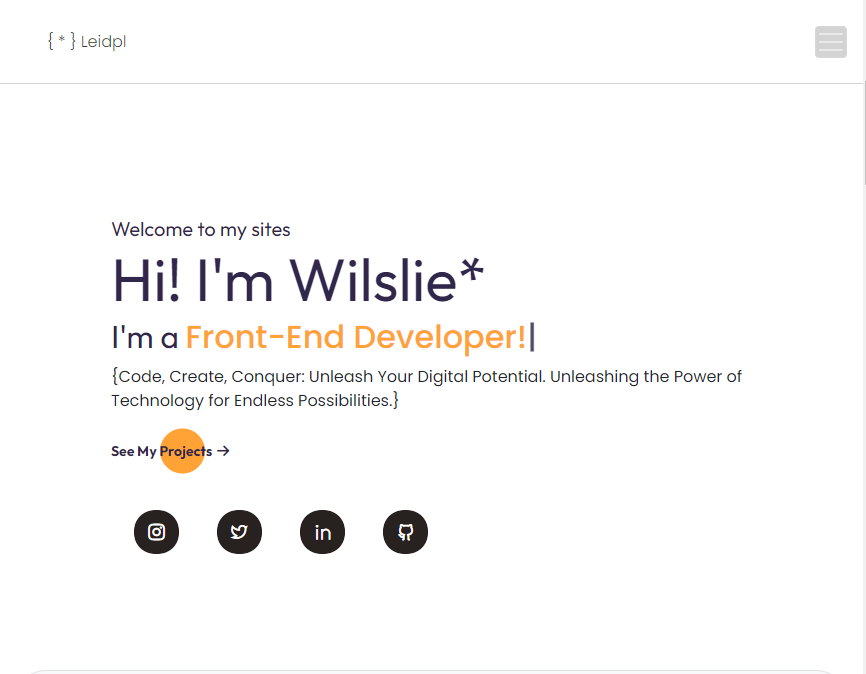 { * } Leidpl
Welcome to my sites
Hi! I'm Wilslie*
I'm a Front-End Developer!|
{Code, Create, Conquer: Unleash Your Digital Potential. Unleashing the Power of
Technology for Endless Possibilities.}
See My Projects →
in